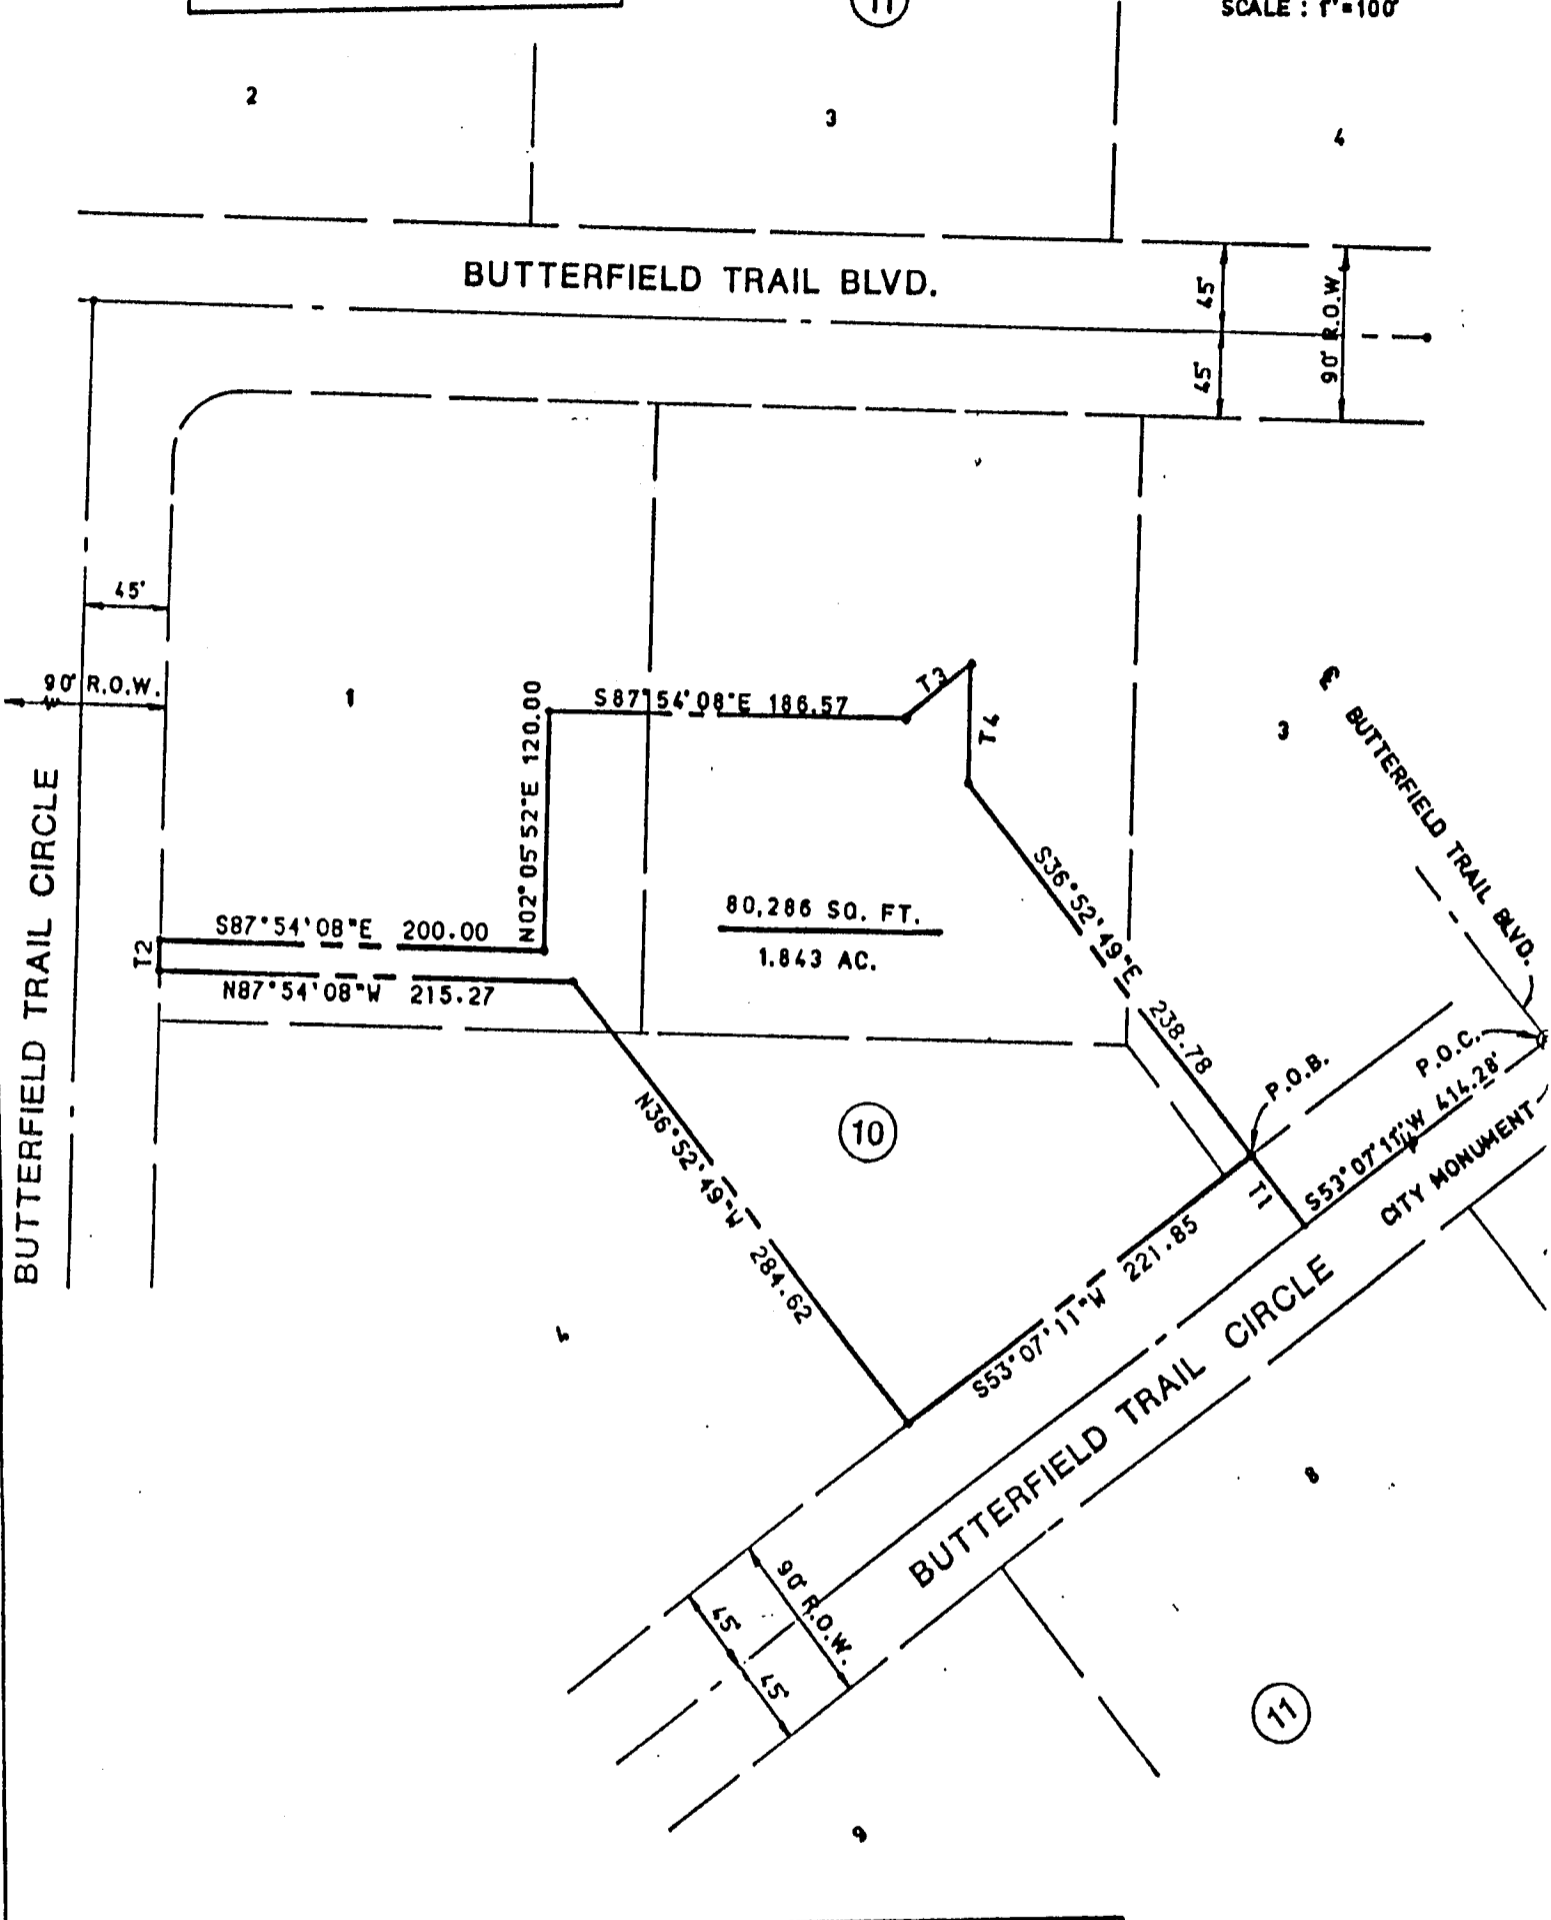 11
SCALE : 1"=100'
2
3
4
BUTTERFIELD TRAIL BLVD.
45'
45'
90' R.O.W
45'
90' R.O.W.
1
S87°54'08"E 186.57
T3
T4
3
℄ BUTTERFIELD TRAIL BLVD.
N02°05'52"E 120.00
BUTTERFIELD TRAIL CIRCLE
S87°54'08"E 200.00
T2
N87°54'08"W 215.27
80,286 SQ. FT.
1.843 AC.
S36°52'49"E 238.78
P.O.B.
P.O.C.
S53°07'11"W 414.28'
CITY MONUMENT
T1
10
N36°52'49"W 284.62
S53°07'11"W 221.85
4
BUTTERFIELD TRAIL CIRCLE
8
90' R.O.W.
45'
45'
11
9